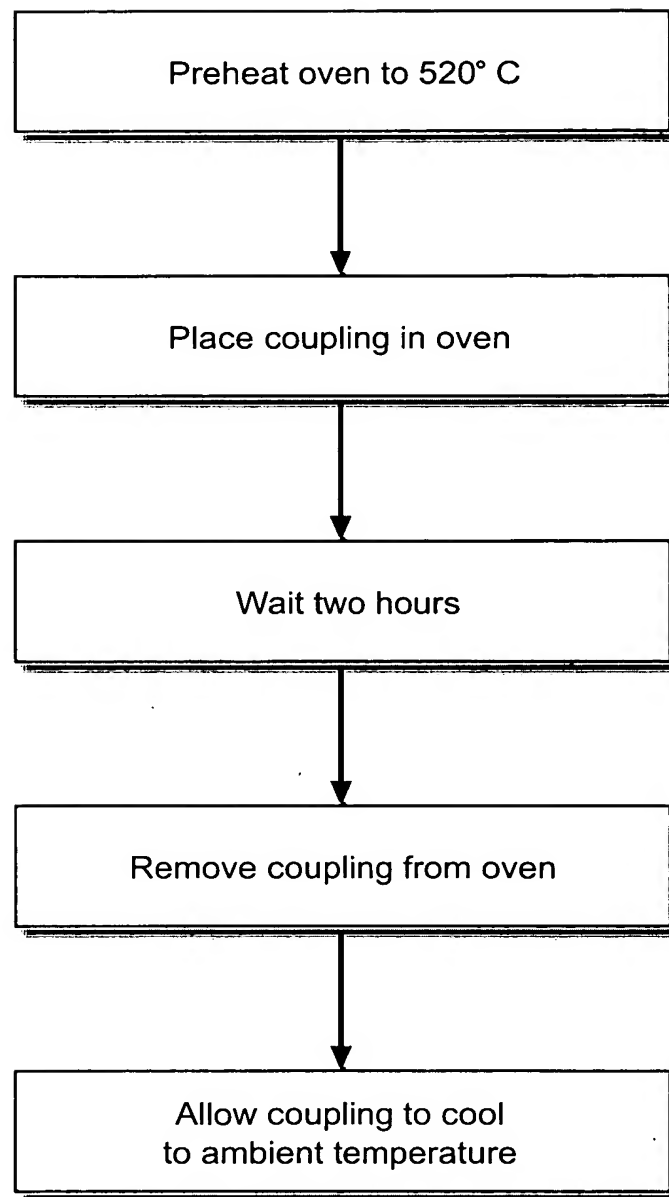 Preheat oven to 520° C
Place coupling in oven
Wait two hours
Remove coupling from oven
Allow coupling to cool
to ambient temperature